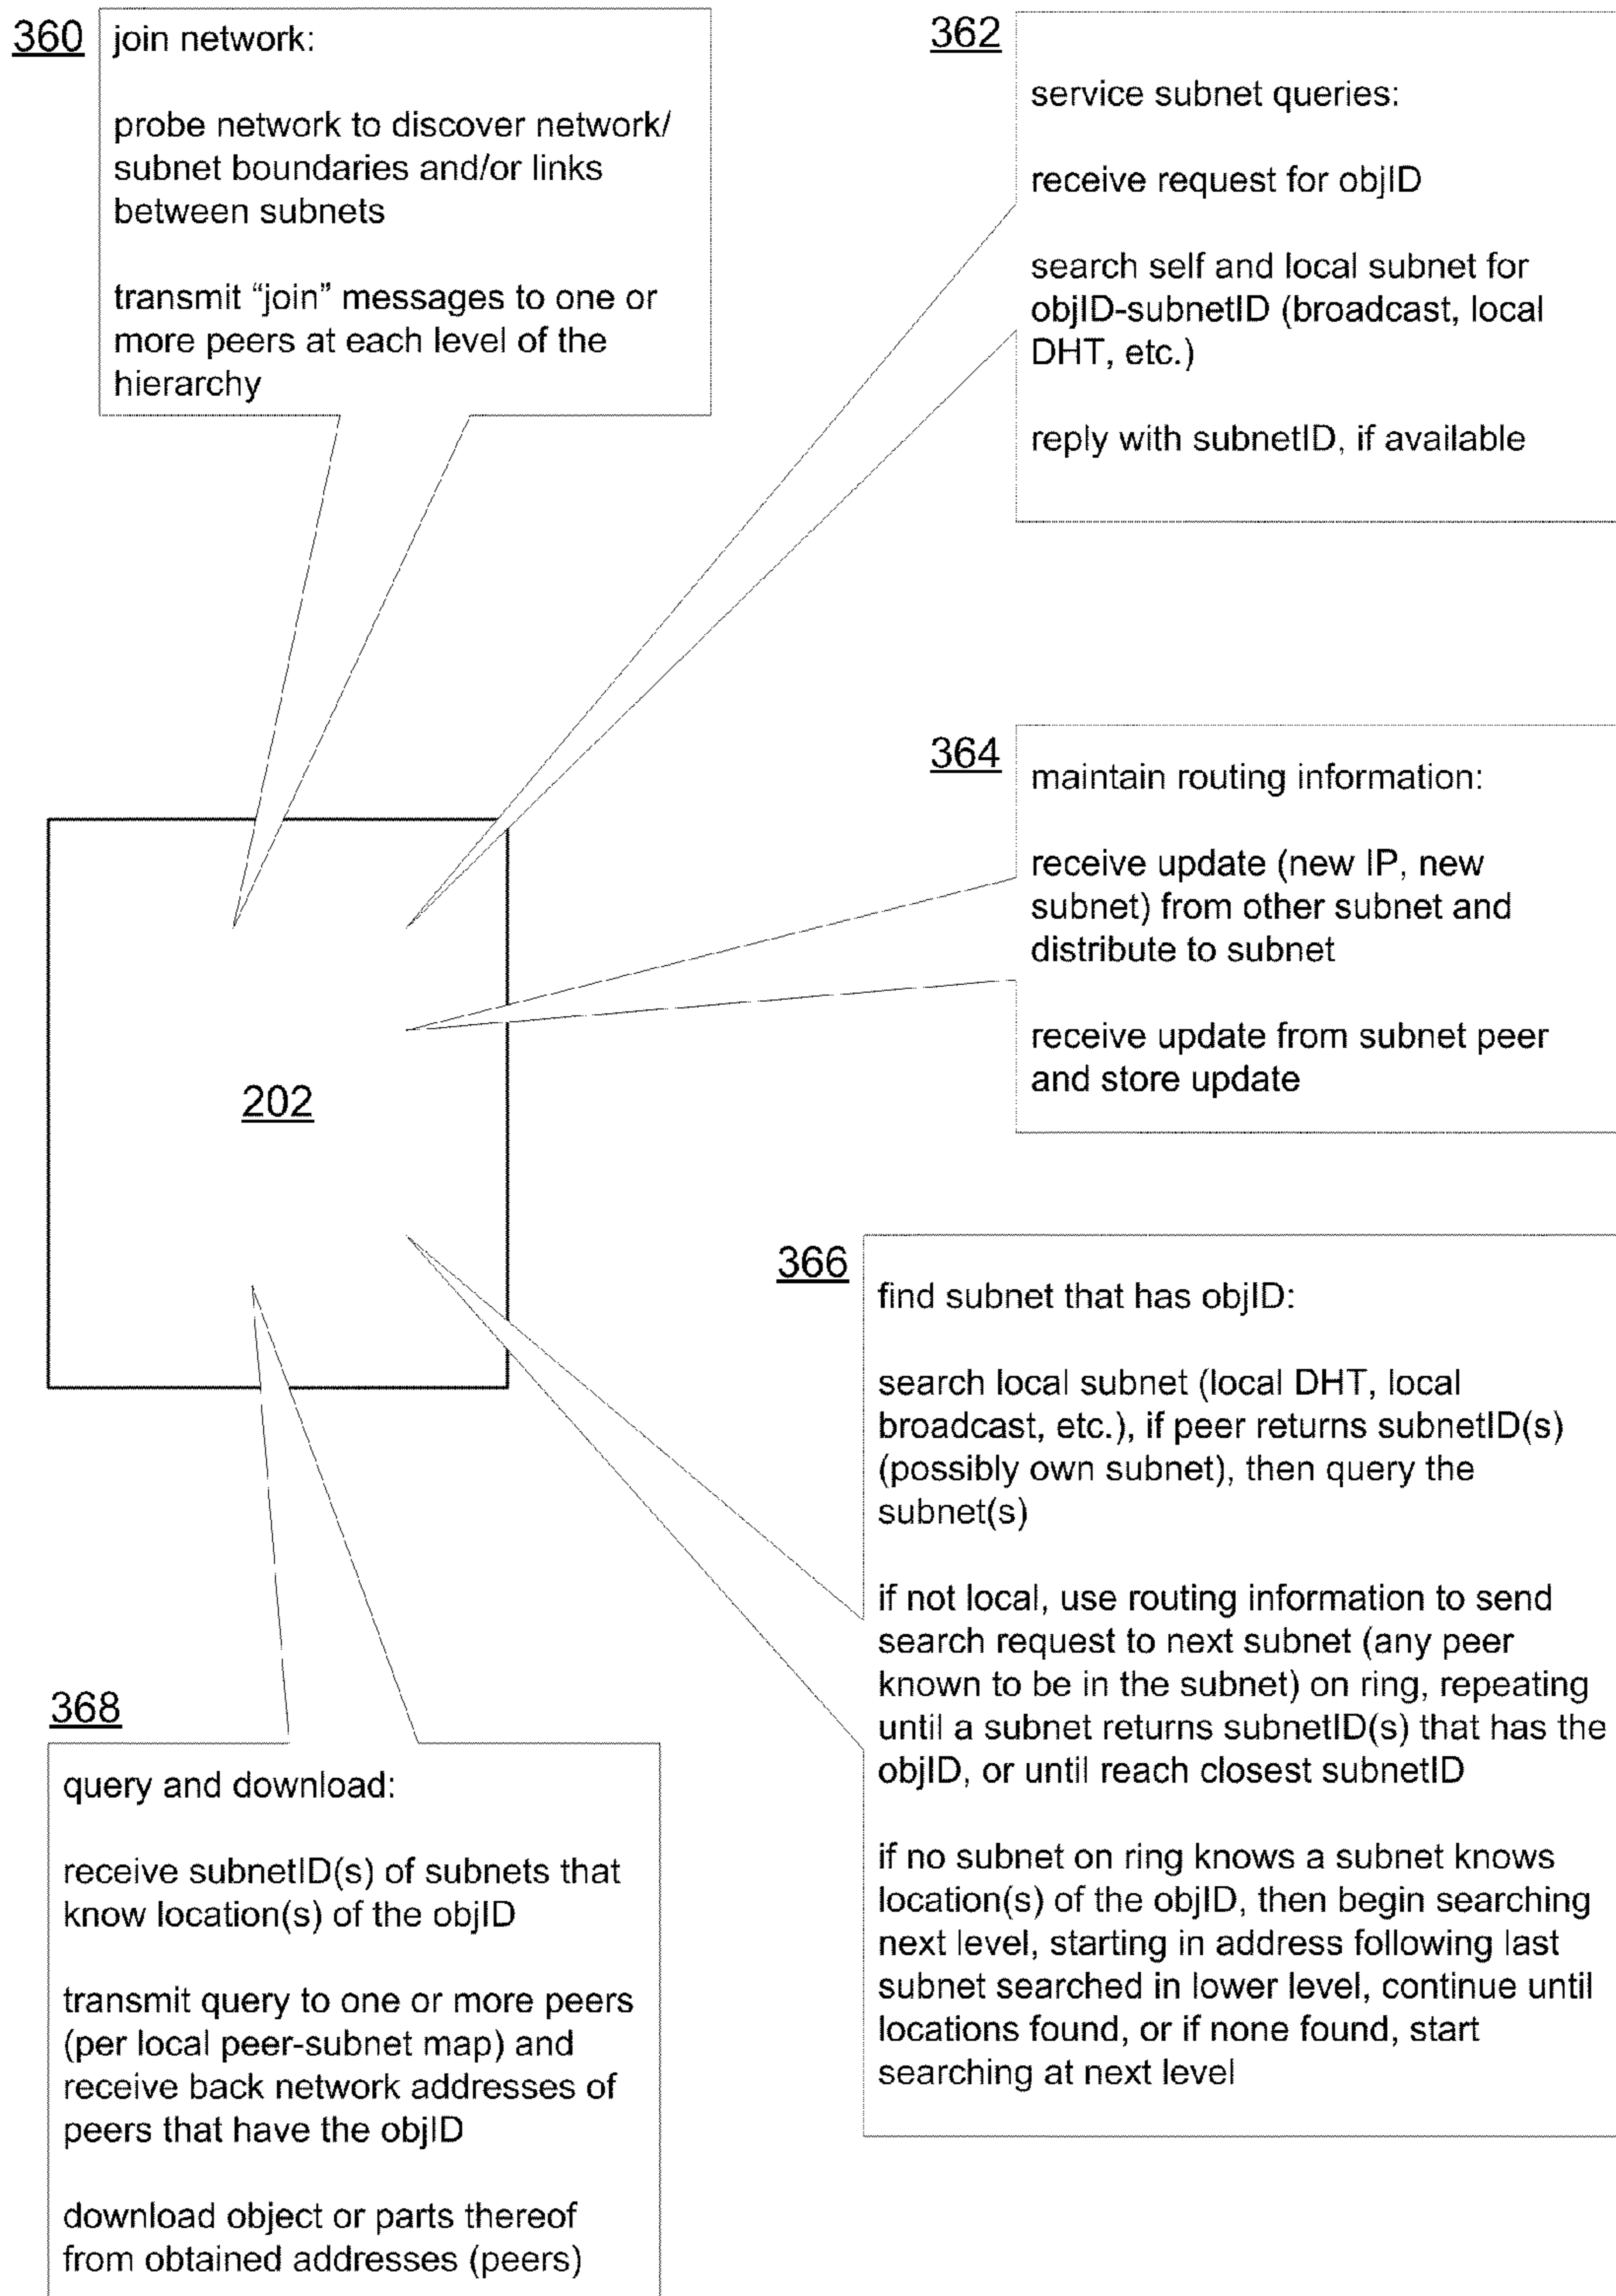 360
join network:
probe network to discover network/
subnet boundaries and/or links
between subnets
transmit “join” messages to one or
more peers at each level of the
hierarchy
362
service subnet queries:
receive request for objID
search self and local subnet for
objID-subnetID (broadcast, local
DHT, etc.)
reply with subnetID, if available
364
maintain routing information:
receive update (new IP, new
subnet) from other subnet and
distribute to subnet
receive update from subnet peer
and store update
202
366
find subnet that has objID:
search local subnet (local DHT, local
broadcast, etc.), if peer returns subnetID(s)
(possibly own subnet), then query the
subnet(s)
if not local, use routing information to send
search request to next subnet (any peer
known to be in the subnet) on ring, repeating
until a subnet returns subnetID(s) that has the
objID, or until reach closest subnetID
if no subnet on ring knows a subnet knows
location(s) of the objID, then begin searching
next level, starting in address following last
subnet searched in lower level, continue until
locations found, or if none found, start
searching at next level
368
query and download:
receive subnetID(s) of subnets that
know location(s) of the objID
transmit query to one or more peers
(per local peer-subnet map) and
receive back network addresses of
peers that have the objID
download object or parts thereof
from obtained addresses (peers)